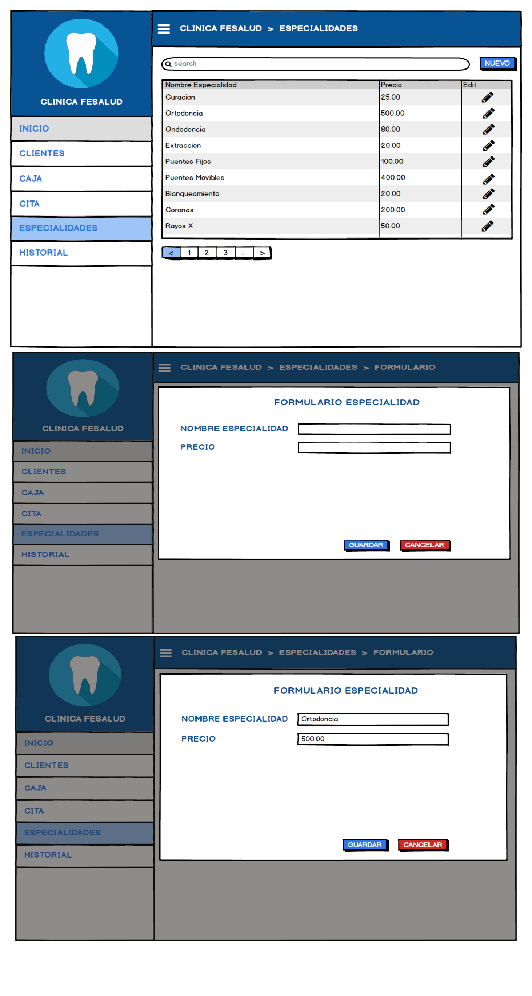 CLINICA FESALUD > ESPECIALIDADES
CLINICA FESALUD
INICIO
CLIENTES
CAJA
CITA
ESPECIALIDADES
HISTORIAL
search
NUEVO
Nombre Especialidad Precio Edit
Curacion 25.00
Ortodoncia 500.00
Ondodoncia 80.00
Extraccion 20.00
Puentes Fijos 100.00
Puentes Movibles 400.00
Blanqueamiento 20.00
Coronas 200.00
Rayos X 50.00
< 1 2 3 .. >
CLINICA FESALUD > ESPECIALIDADES > FORMULARIO
CLINICA FESALUD
INICIO
CLIENTES
CAJA
CITA
ESPECIALIDADES
HISTORIAL
FORMULARIO ESPECIALIDAD
NOMBRE ESPECIALIDAD
PRECIO
GUARDAR CANCELAR
CLINICA FESALUD > ESPECIALIDADES > FORMULARIO
CLINICA FESALUD
INICIO
CLIENTES
CAJA
CITA
ESPECIALIDADES
HISTORIAL
FORMULARIO ESPECIALIDAD
NOMBRE ESPECIALIDAD Ortodoncia
PRECIO 500.00
GUARDAR CANCELAR